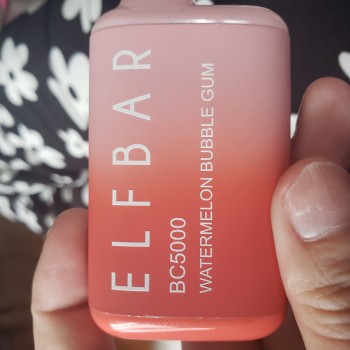 ELFBAR
BC5000
WATERMELON BUBBLE GUM